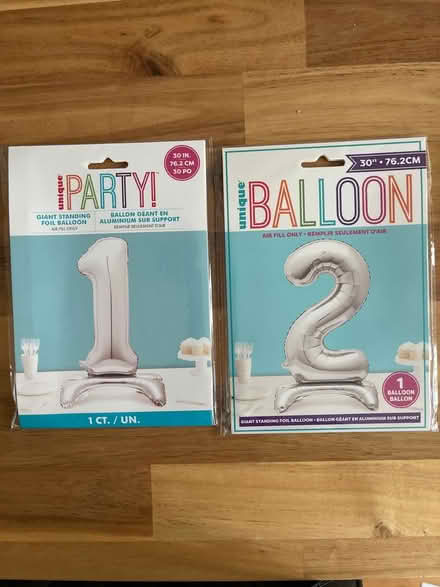 unique
PARTY!
30 IN.
76.2 CM
30 PO
GIANT STANDING
FOIL BALLOON
AIR FILL ONLY
BALLON GÉANT EN
ALUMINIUM SUR SUPPORT
REMPLIR SEULEMENT D'AIR
1
1 CT. / UN.
30" • 76.2CM
unique
BALLOON
AIR FILL ONLY • REMPLIR SEULEMENT D'AIR
2
1
BALLOON
BALLON
GIANT STANDING FOIL BALLOON • BALLON GÉANT EN ALUMINIUM SUR SUPPORT